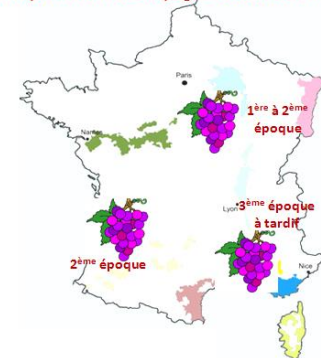 Paris
1ère à 2ème
époque
Nantes
Lyon
3ème époque
à tardif
2ème époque
Nice